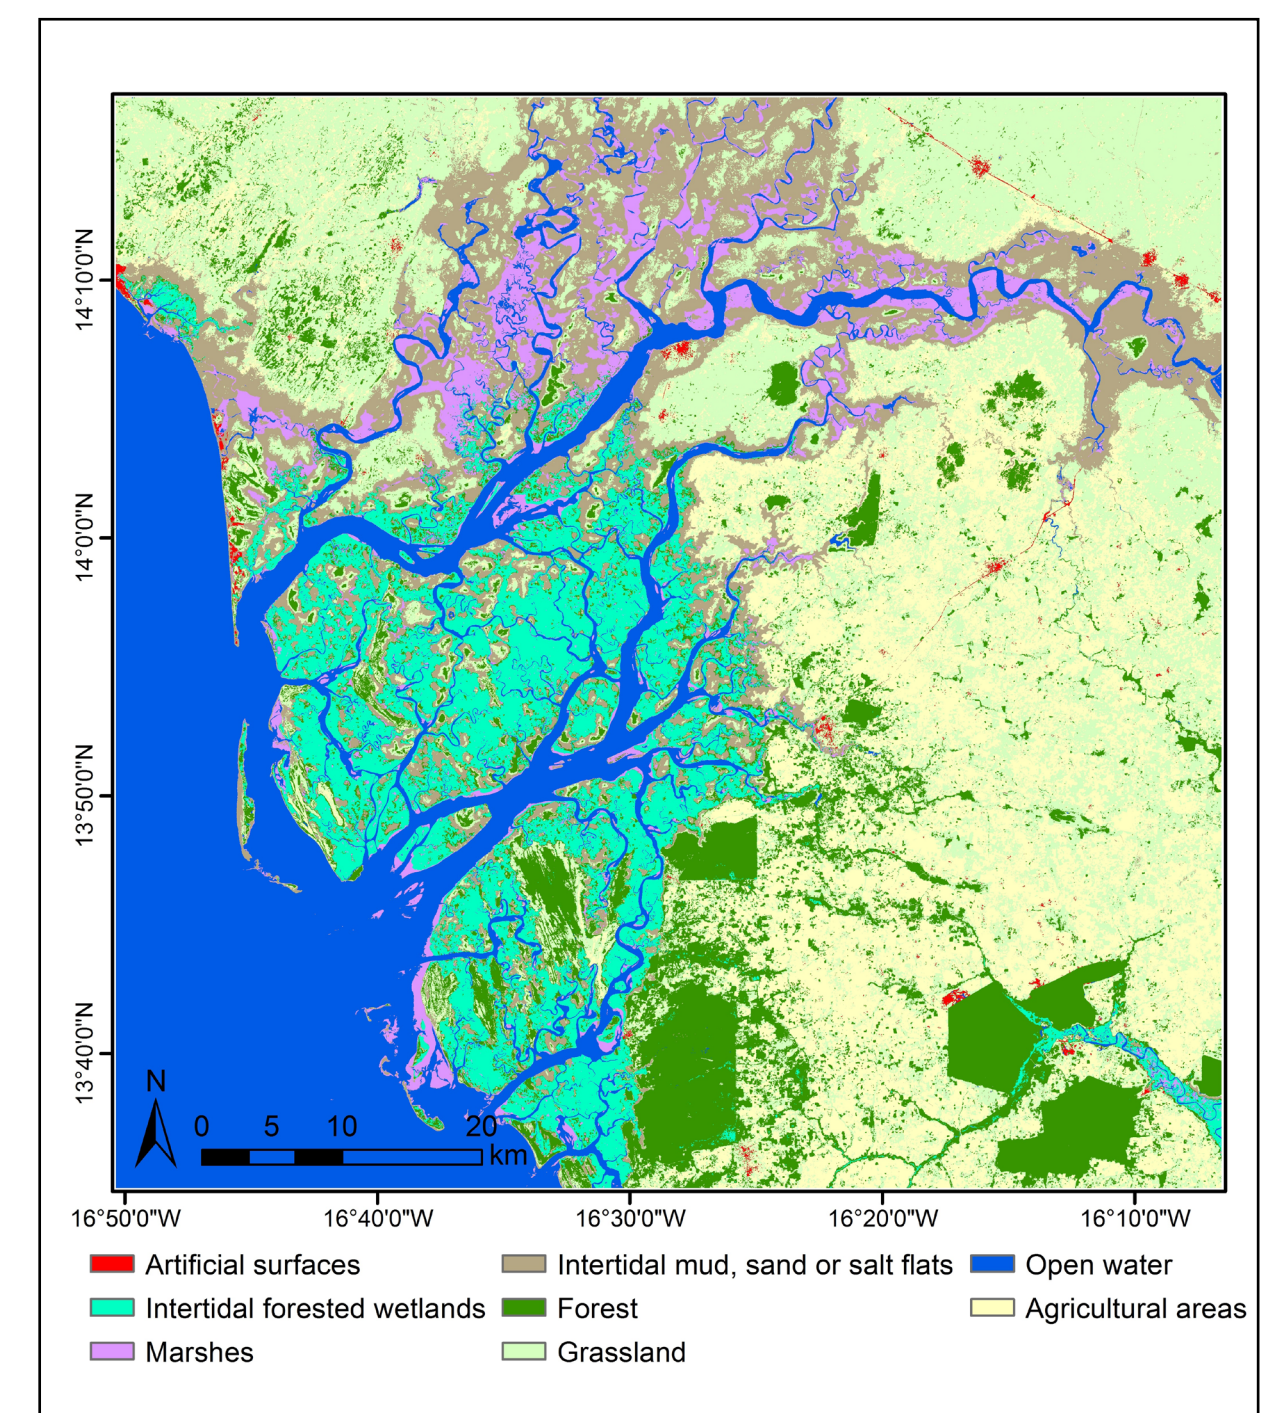 14°10'0"N
14°0'0"N
13°50'0"N
13°40'0"N
N
0 5 10 20
km
16°50'0"W 16°40'0"W 16°30'0"W 16°20'0"W 16°10'0"W
Artificial surfaces Intertidal mud, sand or salt flats Open water
Intertidal forested wetlands Forest Agricultural areas
Marshes Grassland